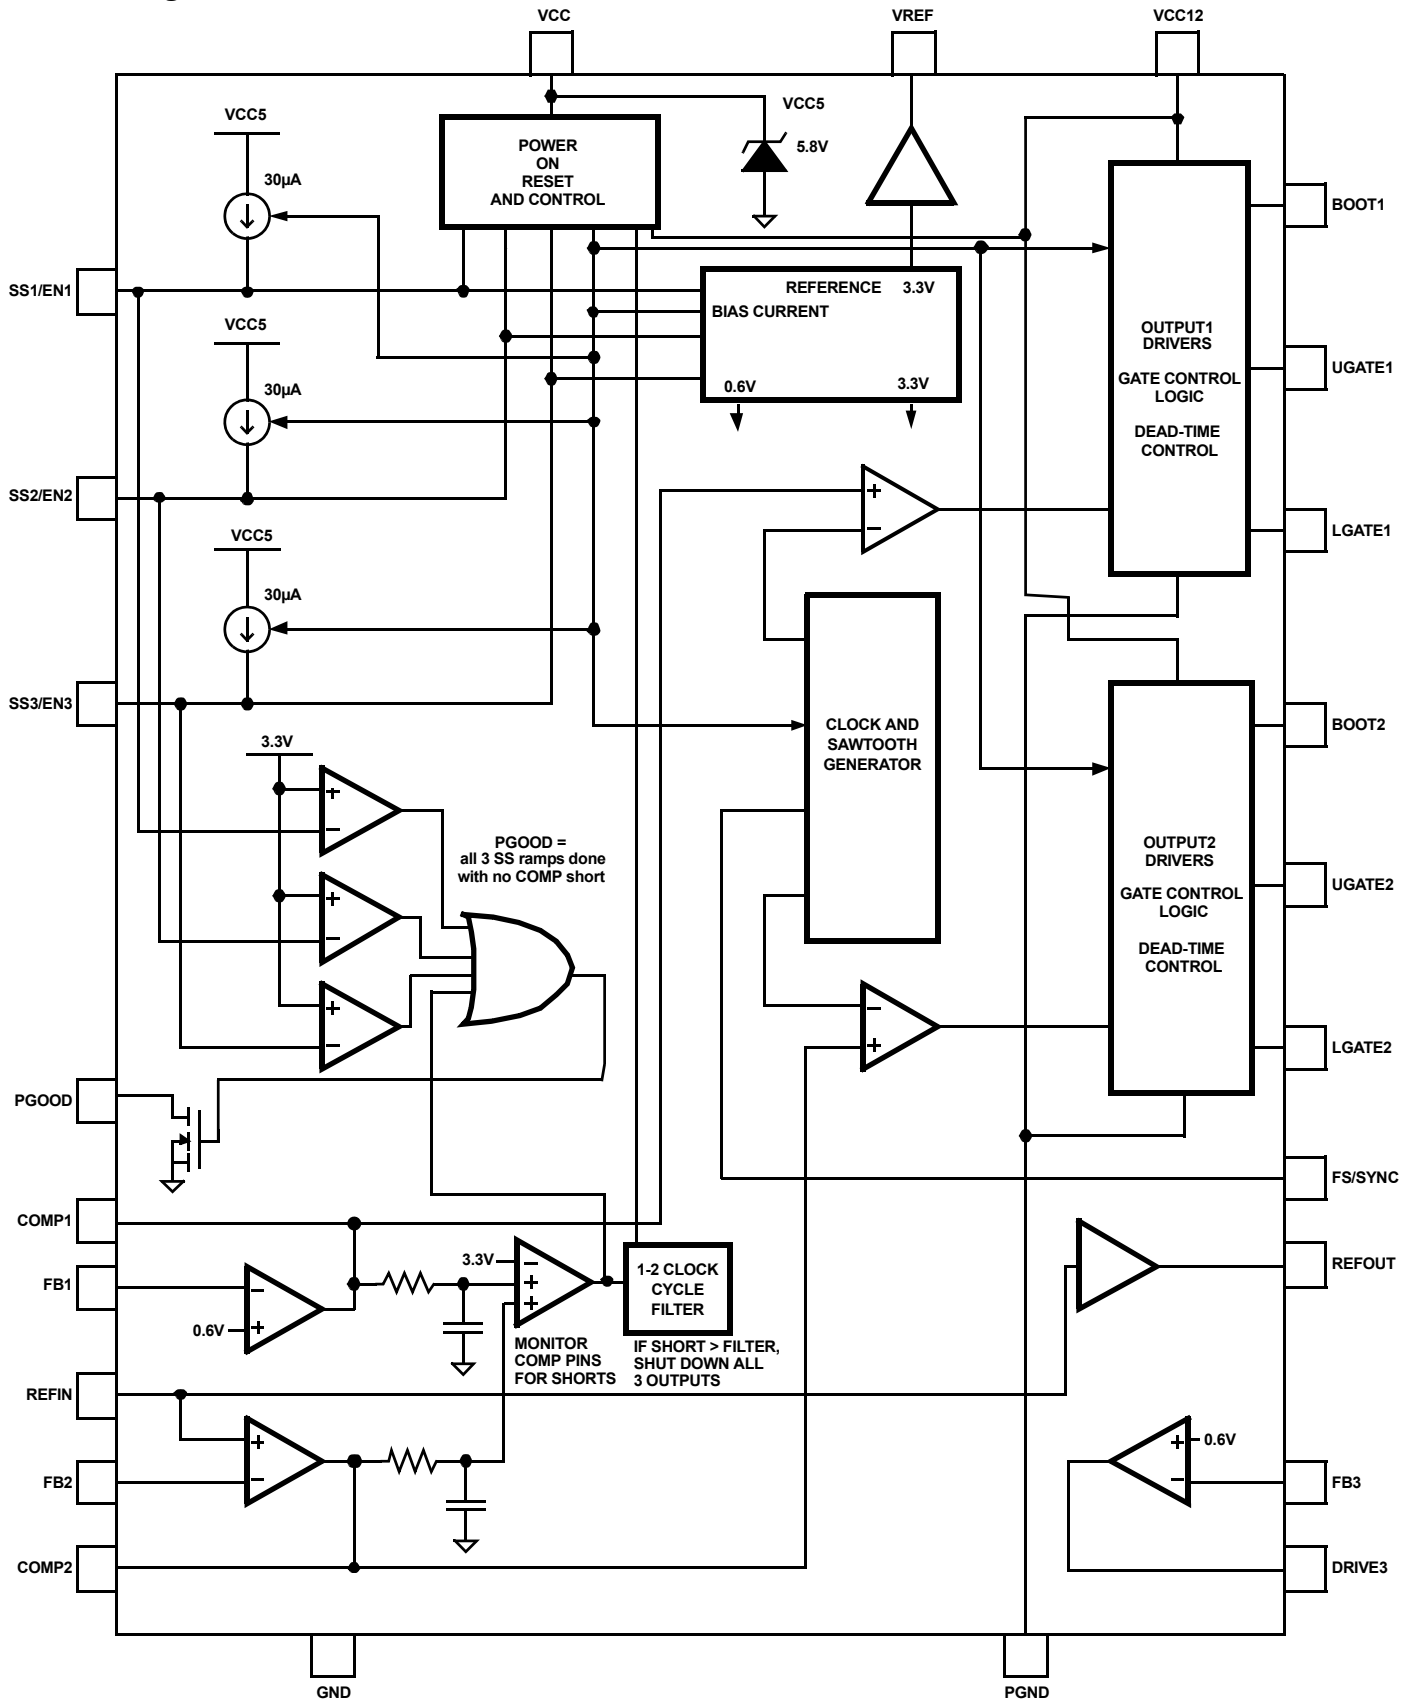 VCC
VREF
VCC12
VCC5
30µA
POWER
ON
RESET
AND CONTROL
VCC5
5.8V
BOOT1
SS1/EN1
REFERENCE 3.3V
BIAS CURRENT
0.6V
3.3V
VCC5
30µA
OUTPUT1
DRIVERS
GATE CONTROL
LOGIC
DEAD-TIME
CONTROL
UGATE1
SS2/EN2
+
−
LGATE1
VCC5
30µA
SS3/EN3
CLOCK AND
SAWTOOTH
GENERATOR
BOOT2
3.3V
+
−
+
−
+
−
PGOOD =
all 3 SS ramps done
with no COMP short
OUTPUT2
DRIVERS
GATE CONTROL
LOGIC
DEAD-TIME
CONTROL
UGATE2
−
+
LGATE2
PGOOD
FS/SYNC
COMP1
FB1
−
0.6V
+
3.3V
−
+
+
MONITOR
COMP PINS
FOR SHORTS
1-2 CLOCK
CYCLE
FILTER
IF SHORT > FILTER,
SHUT DOWN ALL
3 OUTPUTS
REFOUT
REFIN
+
−
FB2
COMP2
+
0.6V
−
FB3
DRIVE3
GND
PGND